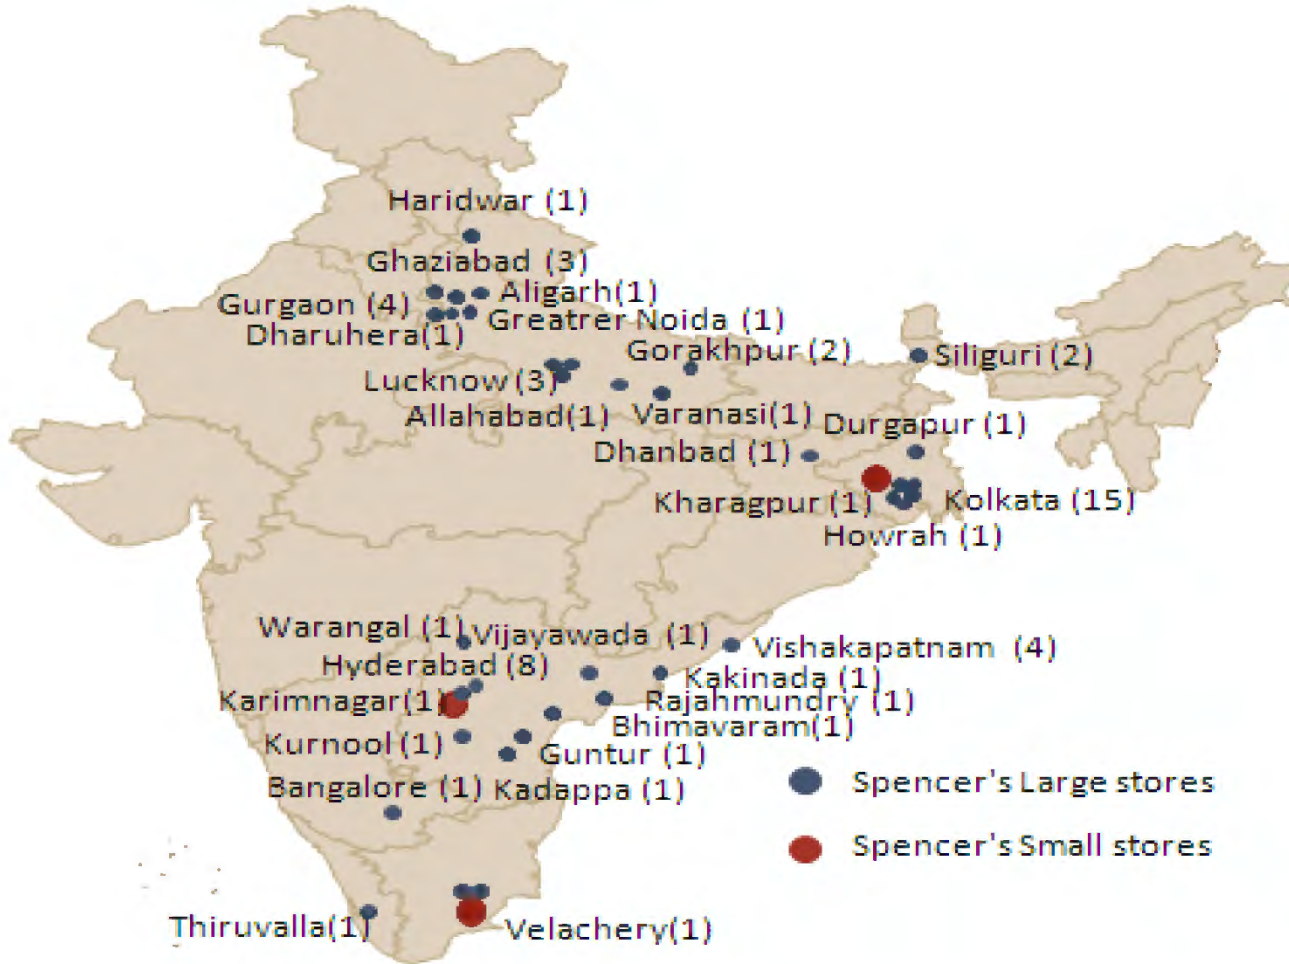 Haridwar (1)
Ghaziabad (3)
Gurgaon (4)
Aligarh(1)
Dharuhera(1)
Greatrer Noida (1)
Gorakhpur (2)
Siliguri (2)
Lucknow (3)
Allahabad(1)
Varanasi(1)
Durgapur (1)
Dhanbad (1)
Kharagpur (1)
Kolkata (15)
Howrah (1)
Warangal (1)
Vijayawada (1)
Vishakapatnam (4)
Hyderabad (8)
Kakinada (1)
Karimnagar(1)
Rajahmundry (1)
Bhimavaram(1)
Kurnool (1)
Guntur (1)
Bangalore (1)
Kadappa (1)
Spencer's Large stores
Spencer's Small stores
Thiruvalla(1)
Velachery(1)